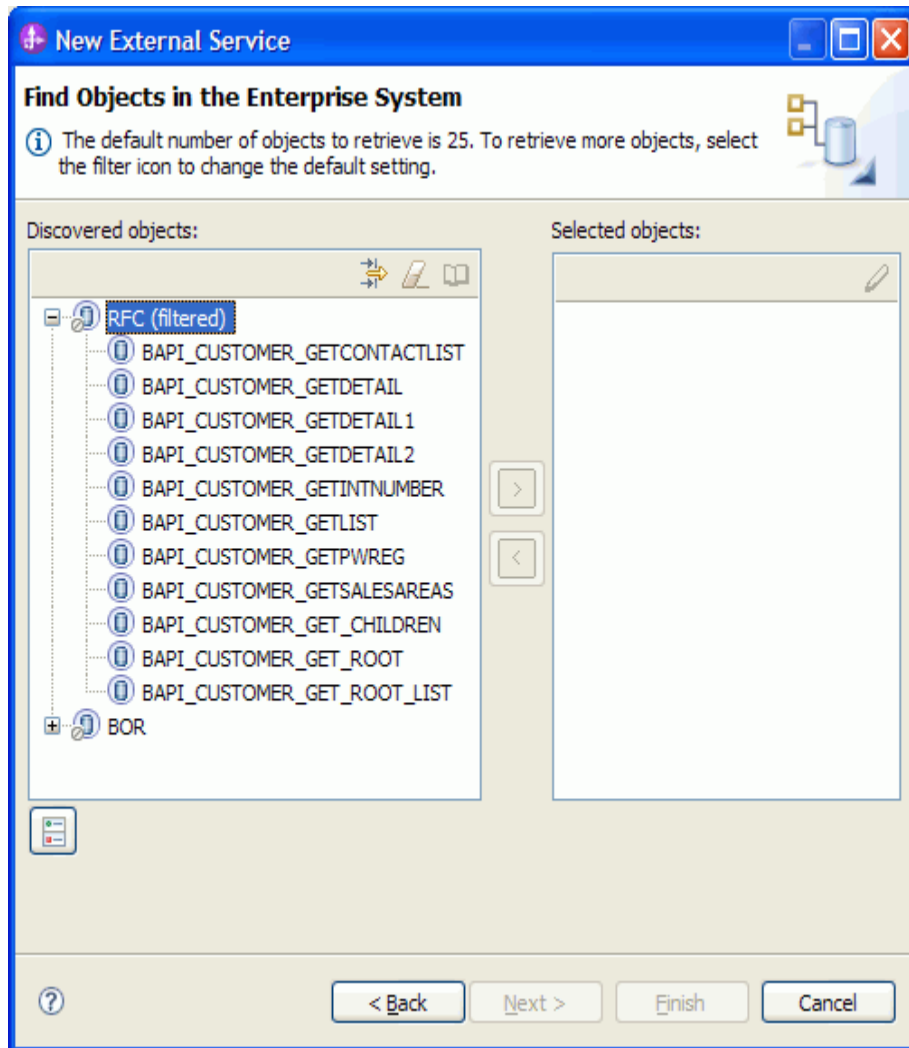 New External Service
Find Objects in the Enterprise System
The default number of objects to retrieve is 25. To retrieve more objects, select
the filter icon to change the default setting.
Discovered objects:
Selected objects:
RFC (filtered)
BAPI_CUSTOMER_GETCONTACTLIST
BAPI_CUSTOMER_GETDETAIL
BAPI_CUSTOMER_GETDETAIL1
BAPI_CUSTOMER_GETDETAIL2
BAPI_CUSTOMER_GETINTNUMBER
BAPI_CUSTOMER_GETLIST
BAPI_CUSTOMER_GETPWREG
BAPI_CUSTOMER_GETSALESAREAS
BAPI_CUSTOMER_GET_CHILDREN
BAPI_CUSTOMER_GET_ROOT
BAPI_CUSTOMER_GET_ROOT_LIST
BOR
>
<
< Back
Next >
Finish
Cancel